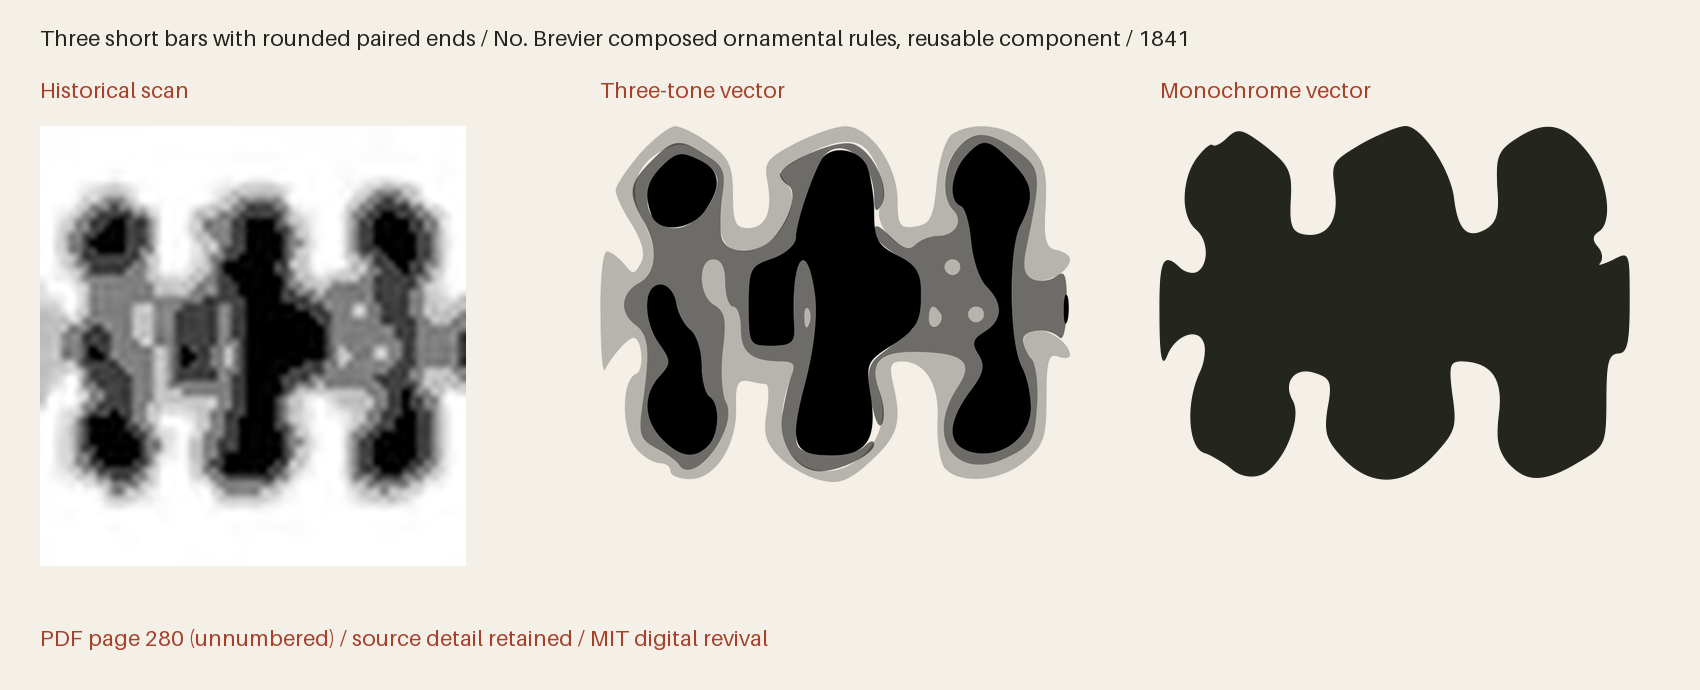 Three short bars with rounded paired ends / No. Brevier composed ornamental rules, reusable component / 1841
Historical scan
Three-tone vector
Monochrome vector
PDF page 280 (unnumbered) / source detail retained / MIT digital revival